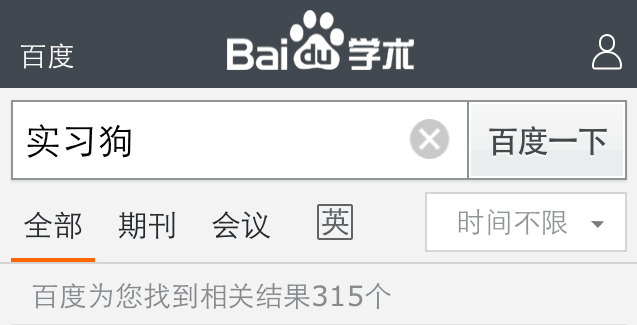 百度
Bai du 学术
实习狗
百度一下
全部 期刊 会议 英 时间不限
百度为您找到相关结果315个